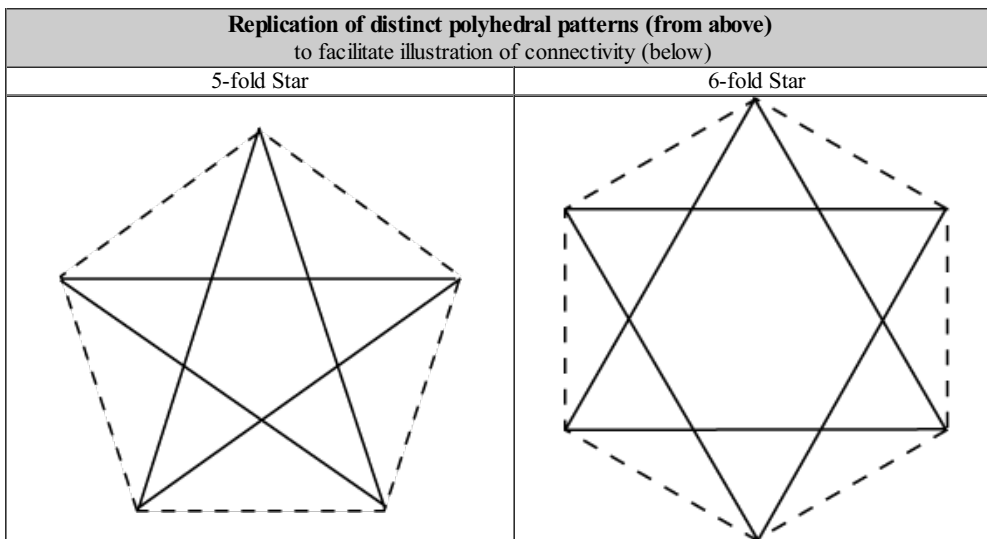 Replication of distinct polyhedral patterns (from above)
to facilitate illustration of connectivity (below)
5-fold Star
6-fold Star